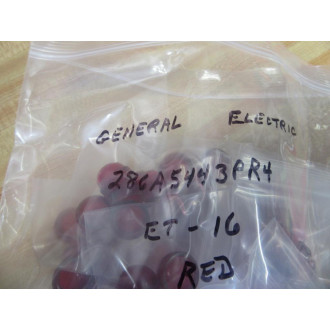 GENERAL ELECTRIC
286A5443PR4
ET-16
RED